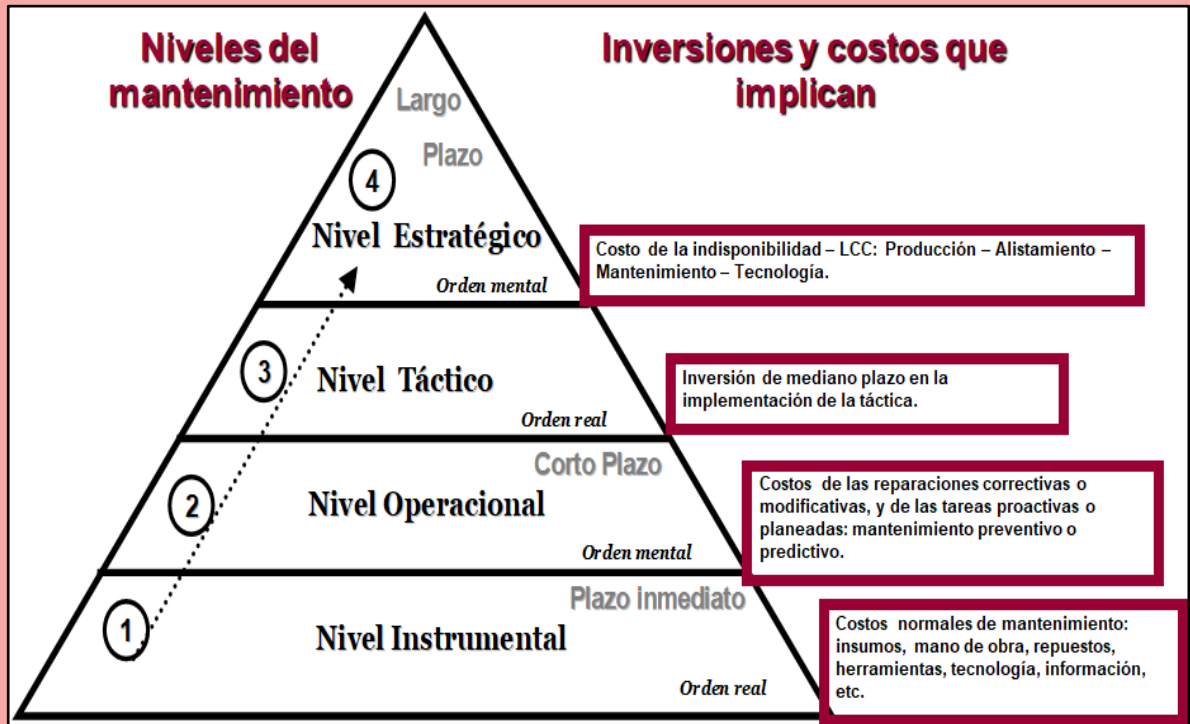 Niveles del
mantenimiento
Inversiones y costos que
implican
Largo
Plazo
4
Nivel Estratégico
Orden mental
Costo de la indisponibilidad – LCC: Producción – Alistamiento –
Mantenimiento – Tecnología.
3
Nivel Táctico
Orden real
Inversión de mediano plazo en la
implementación de la táctica.
Corto Plazo
2
Nivel Operacional
Orden mental
Costos de las reparaciones correctivas o
modificativas, y de las tareas proactivas o
planeadas: mantenimiento preventivo o
predictivo.
Plazo inmediato
1
Nivel Instrumental
Orden real
Costos normales de mantenimiento:
insumos, mano de obra, repuestos,
herramientas, tecnología, información,
etc.